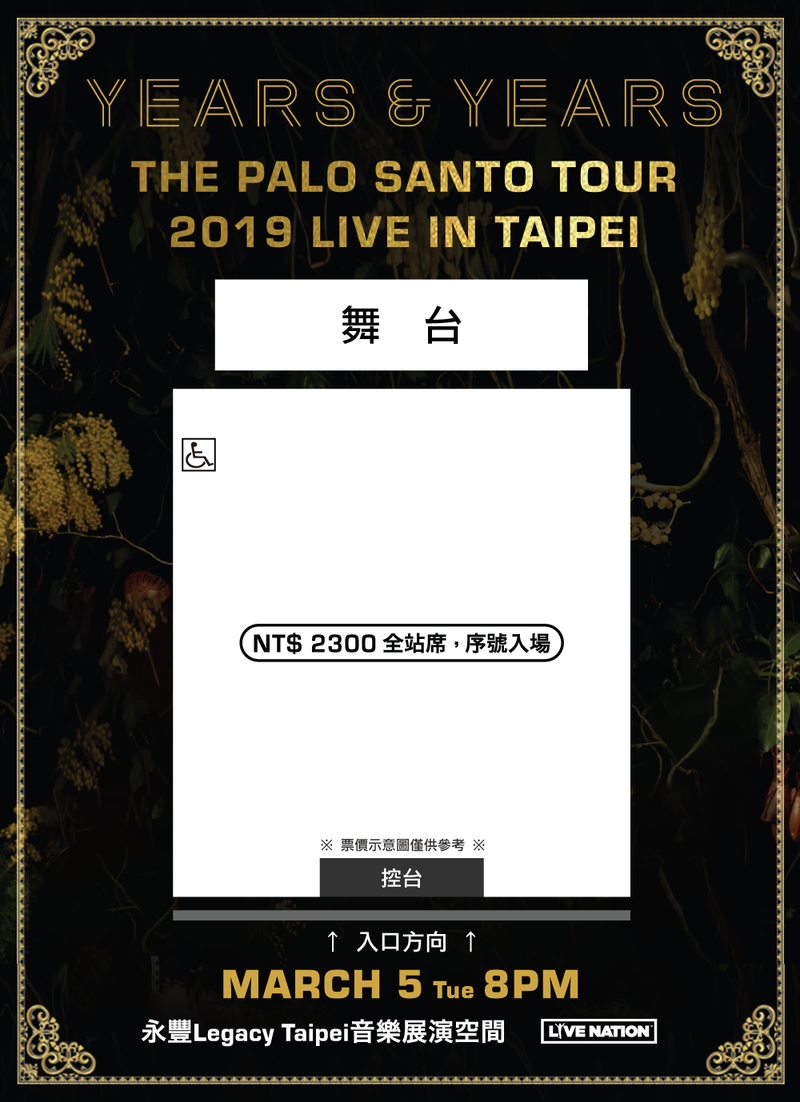 YEARS & YEARS
THE PALO SANTO TOUR
2019 LIVE IN TAIPEI
舞 台
NT$ 2300 全站席,序號入場
※ 票價示意圖僅供參考 ※
控台
↑ 入口方向 ↑
MARCH 5 Tue 8PM
永豐Legacy Taipei音樂展演空間
LIVE NATION